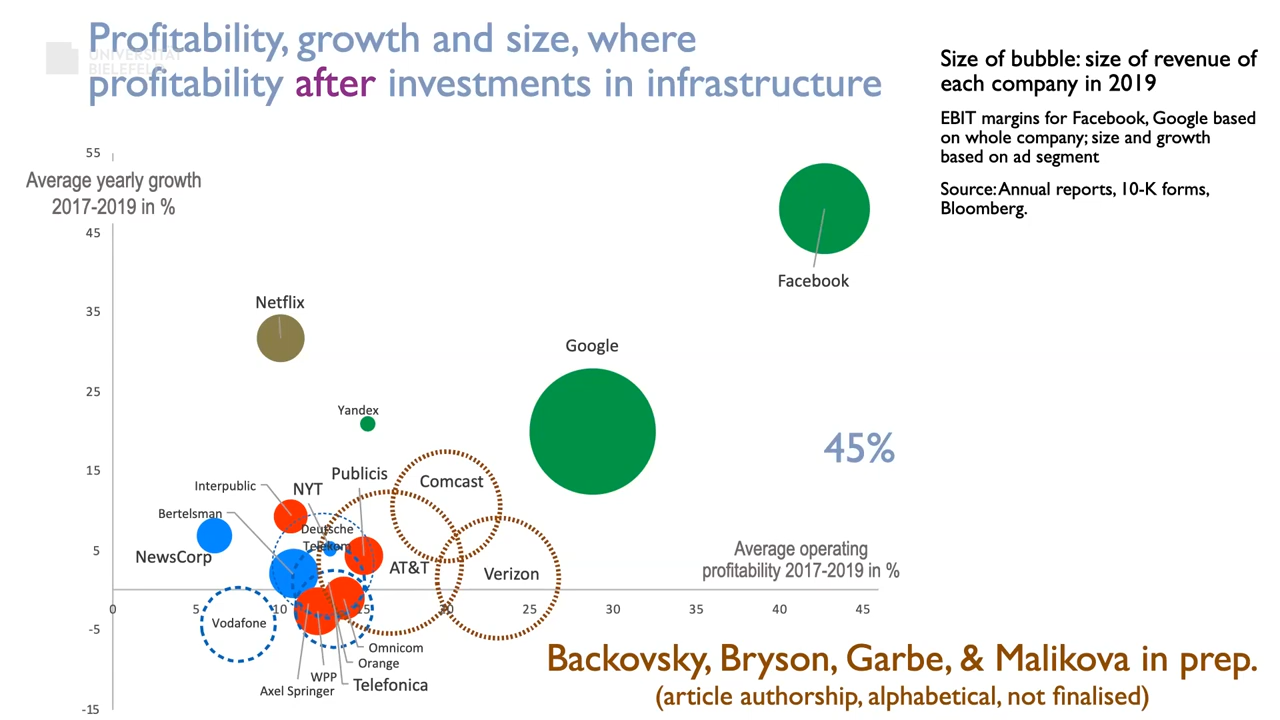 Profitability, growth and size, where
profitability after investments in infrastructure
UNIVERSITÄT
BIELEFELD
Size of bubble: size of revenue of
each company in 2019
EBIT margins for Facebook, Google based
on whole company; size and growth
based on ad segment
Source: Annual reports, 10-K forms,
Bloomberg.
55
Average yearly growth
2017-2019 in %
45
Facebook
35
Netflix
Google
25
Yandex
45%
15
Publicis
Comcast
Interpublic
NYT
Bertelsman
Deutsche
Telekom
NewsCorp
5
AT&T
Verizon
Average operating
profitability 2017-2019 in %
0
5
10
15
20
25
30
35
40
45
Vodafone
-5
Omnicom
Orange
WPP
Telefonica
Axel Springer
-15
Backovsky, Bryson, Garbe, & Malikova in prep.
(article authorship, alphabetical, not finalised)